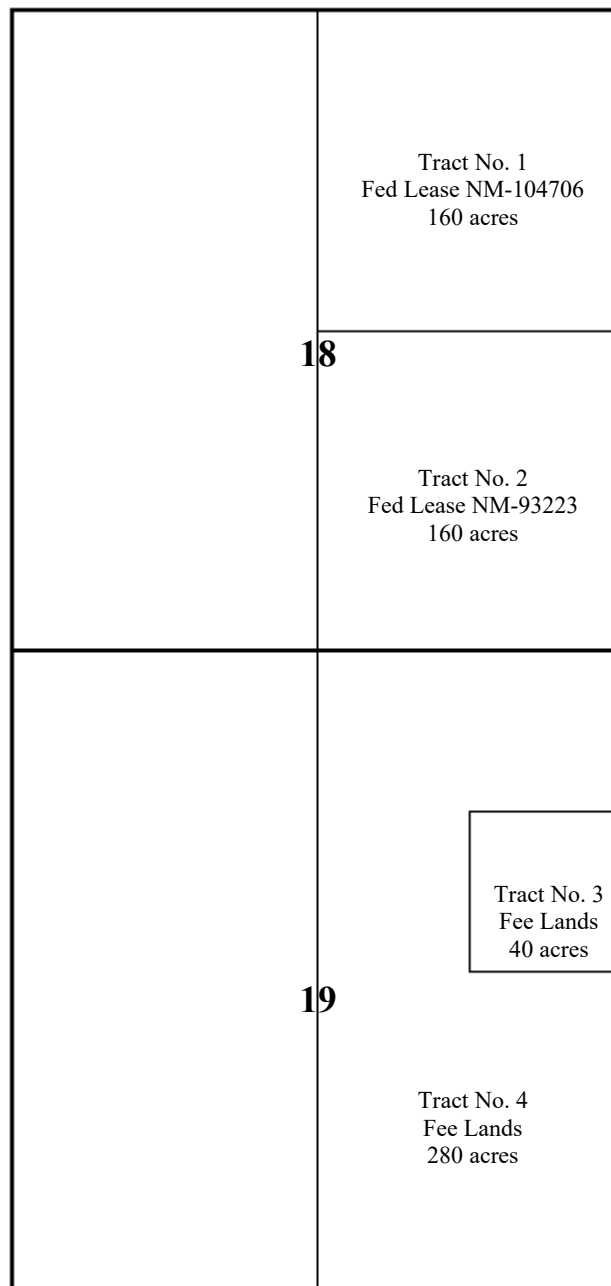 Tract No. 1
Fed Lease NM-104706
160 acres
18
Tract No. 2
Fed Lease NM-93223
160 acres
Tract No. 3
Fee Lands
40 acres
19
Tract No. 4
Fee Lands
280 acres